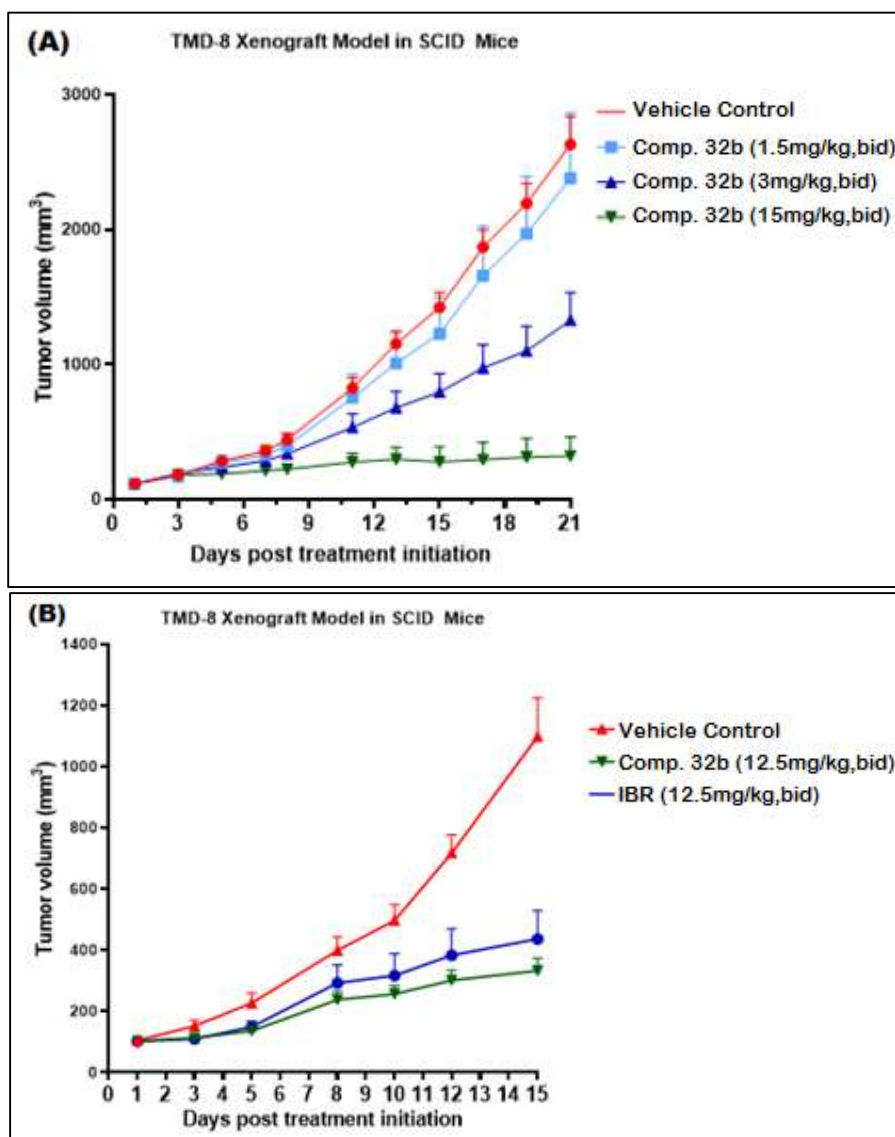 (A)
TMD-8 Xenograft Model in SCID Mice
3000
2000
1000
0
Tumor volume (mm³)
0 3 6 9 12 15 18 21
Days post treatment initiation
Vehicle Control
Comp. 32b (1.5mg/kg,bid)
Comp. 32b (3mg/kg,bid)
Comp. 32b (15mg/kg,bid)
(B)
TMD-8 Xenograft Model in SCID Mice
1400
1200
1000
800
600
400
200
0
Tumor volume (mm³)
0 1 2 3 4 5 6 7 8 9 10 11 12 13 14 15
Days post treatment initiation
Vehicle Control
Comp. 32b (12.5mg/kg,bid)
IBR (12.5mg/kg,bid)